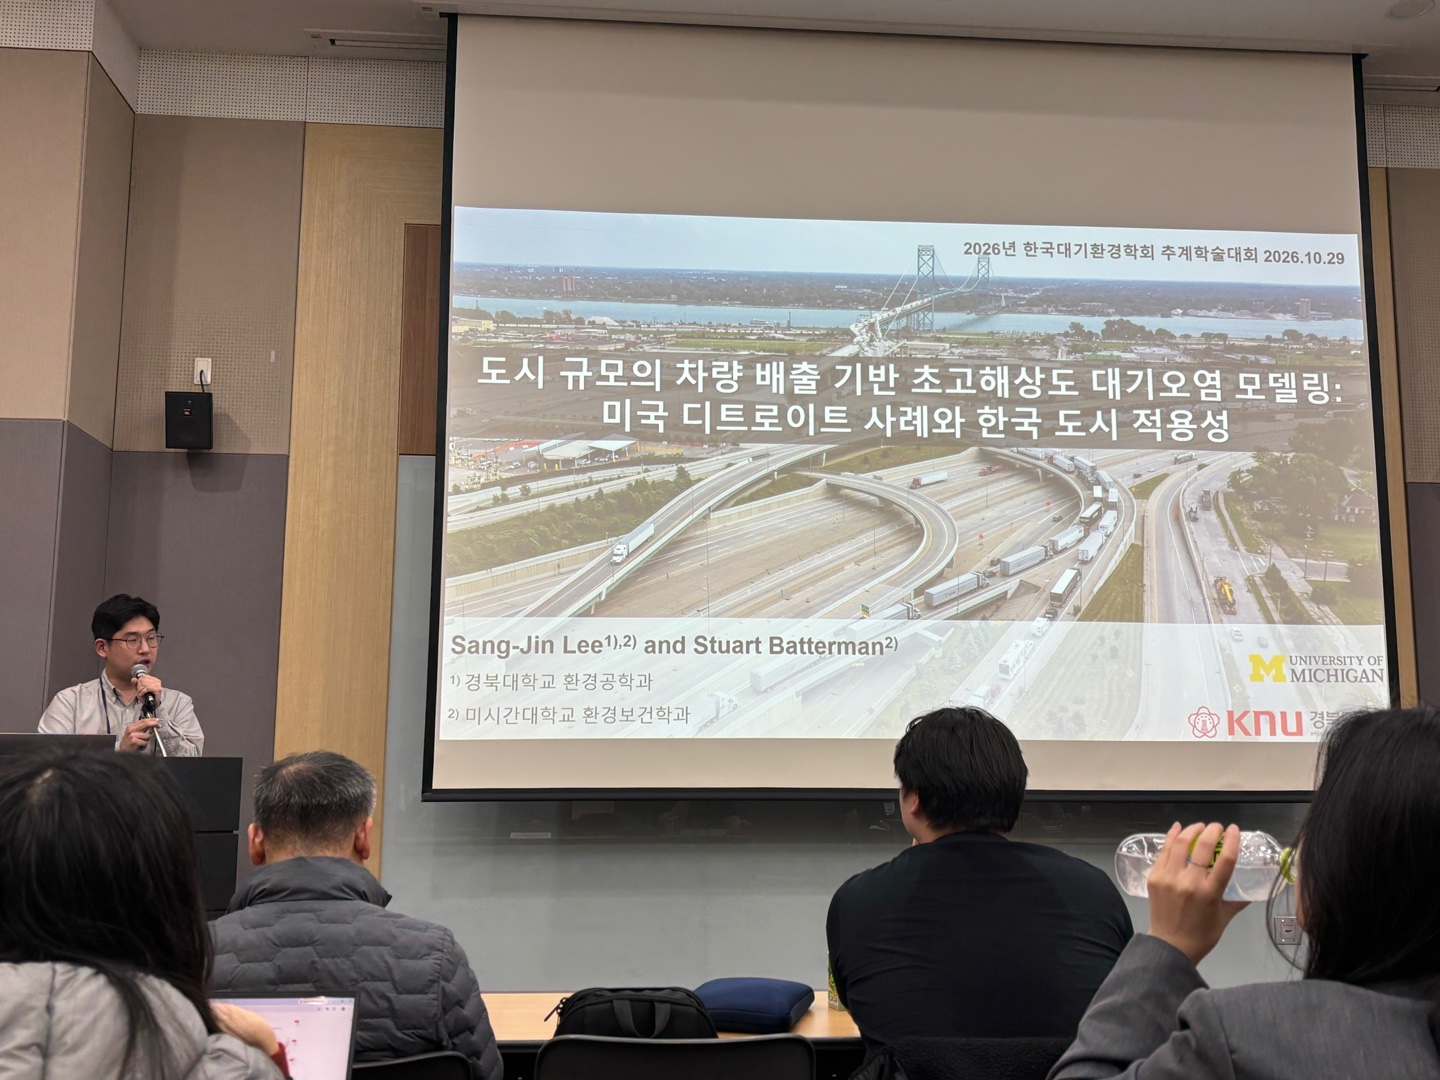 2026년 한국대기환경학회 추계학술대회 2026.10.29
도시 규모의 차량 배출 기반 초고해상도 대기오염 모델링:
미국 디트로이트 사례와 한국 도시 적용성
Sang-Jin Lee1),2) and Stuart Batterman2)
1) 경북대학교 환경공학과
2) 미시간대학교 환경보건학과
M UNIVERSITY OF
MICHIGAN
KNU 경북